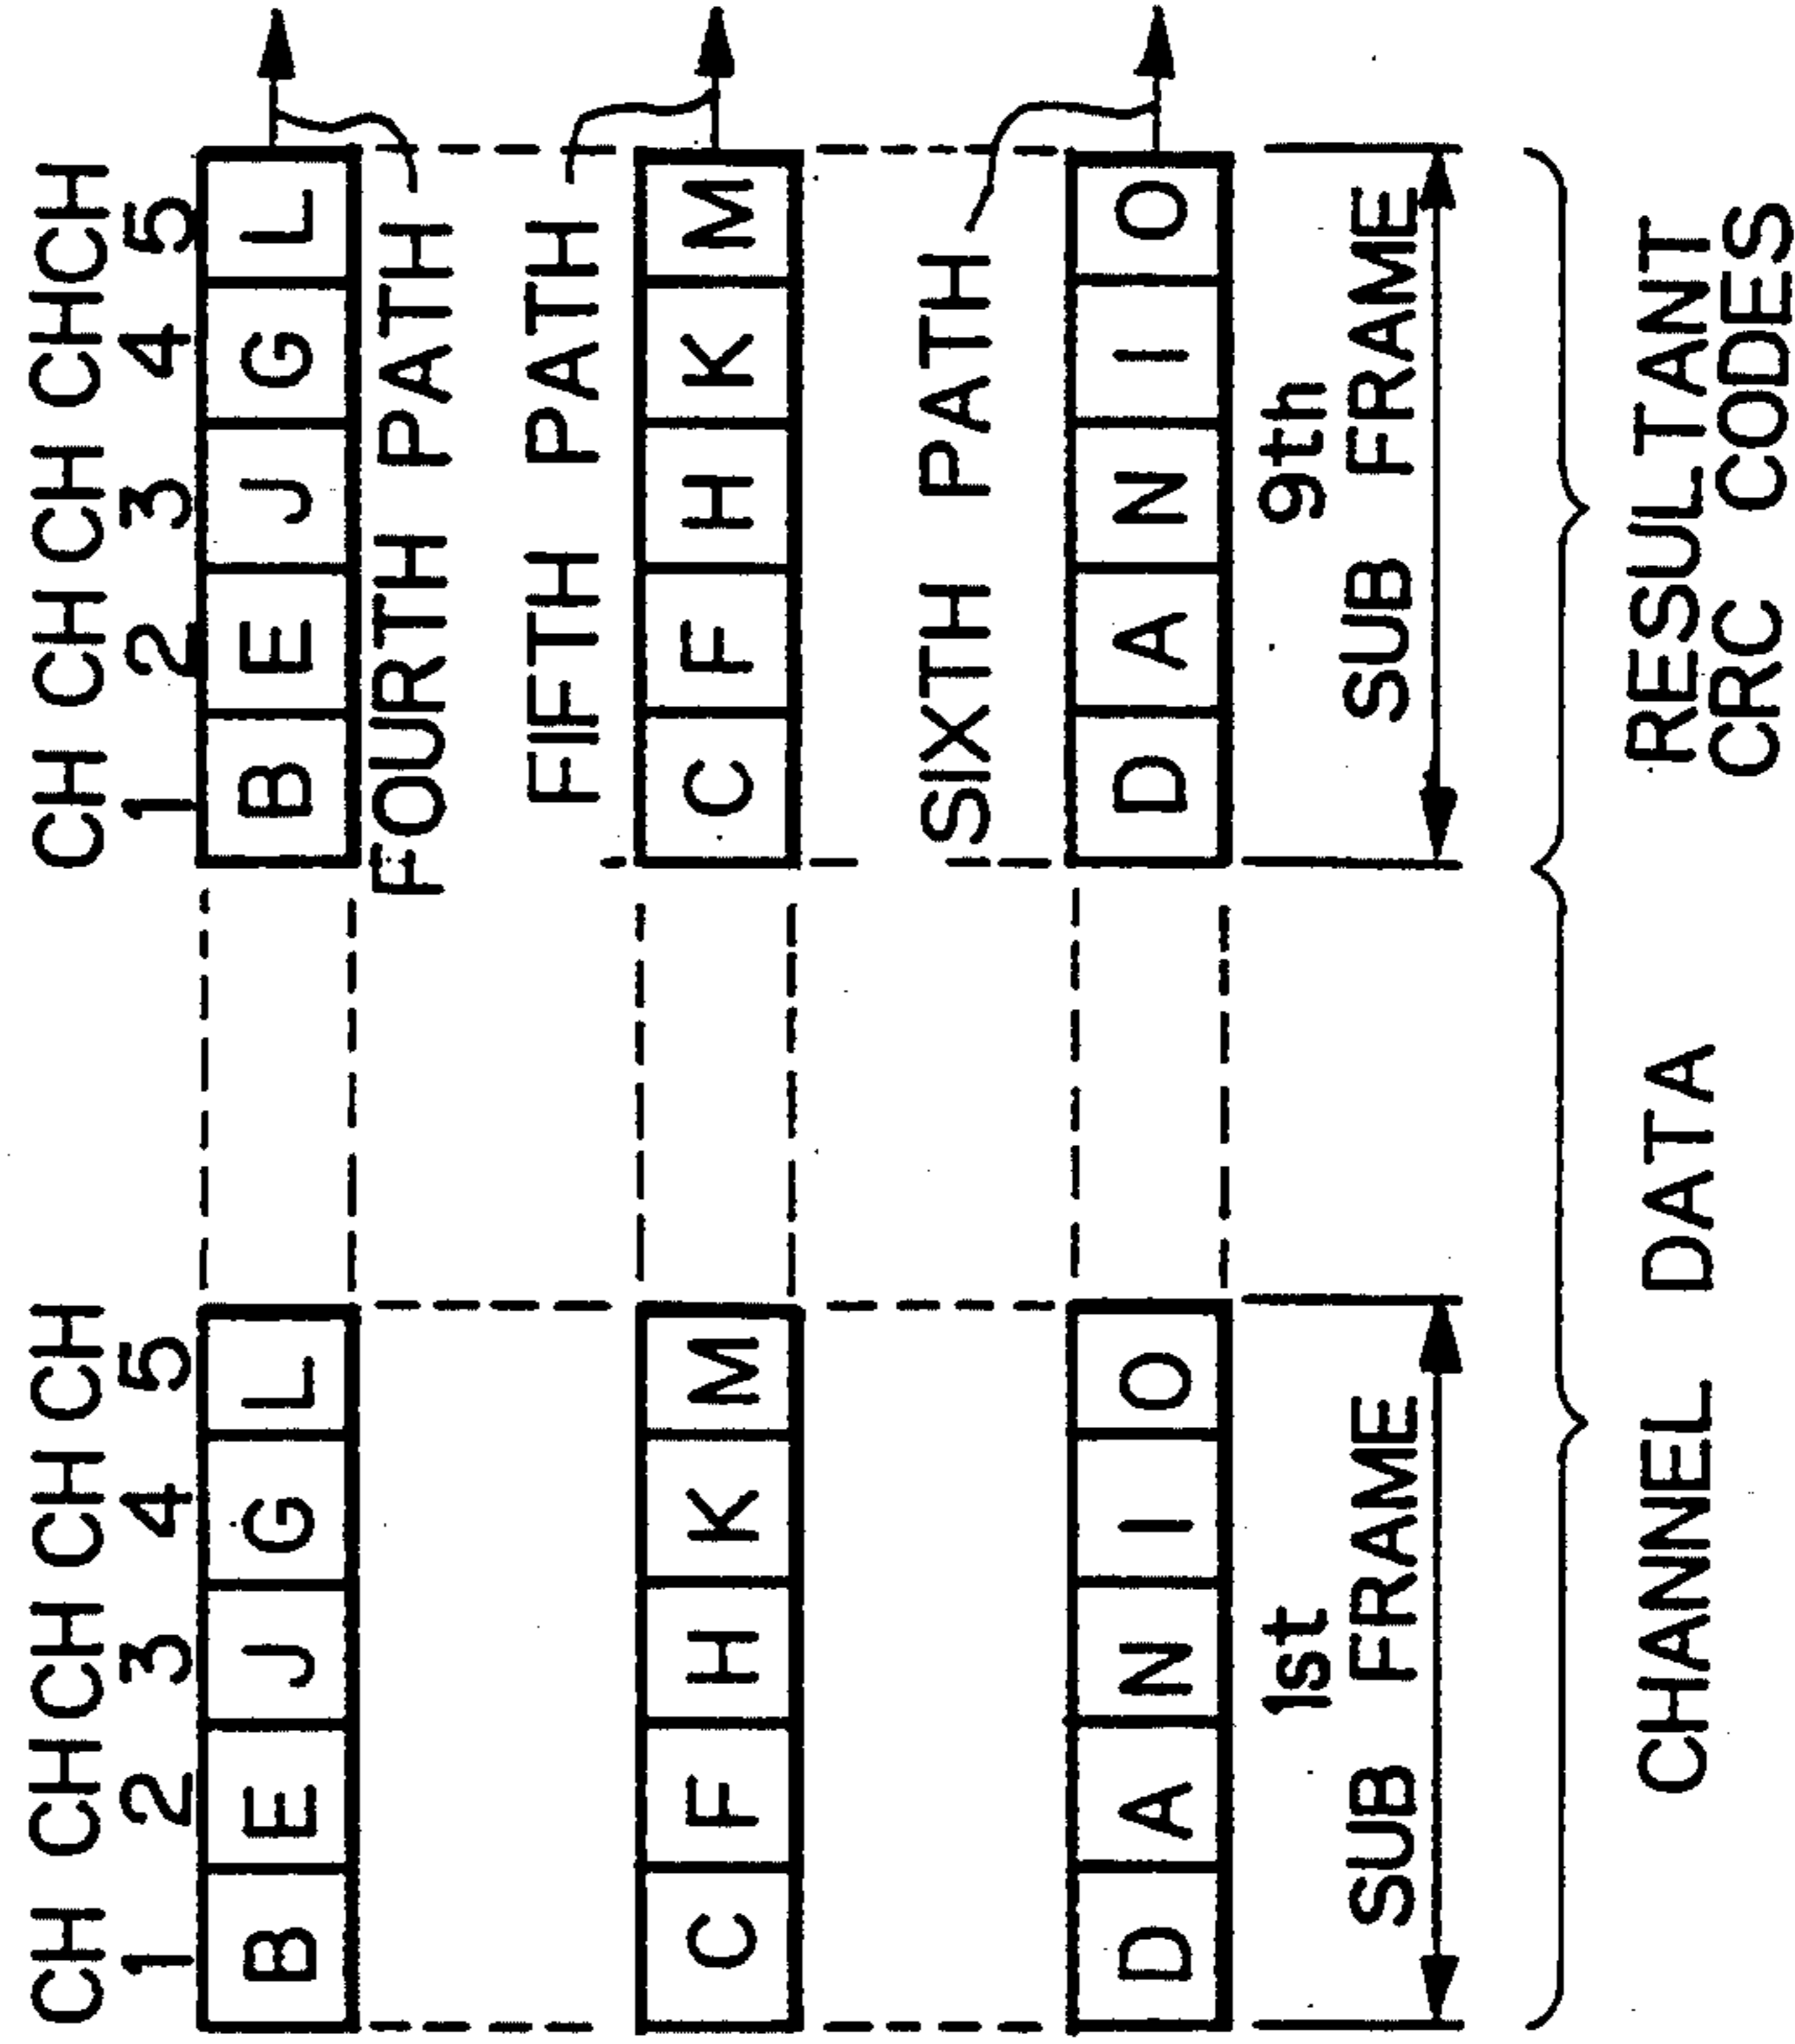 CH CH CH CH CH CH CH CH CH CH
1 2 3 4 5 1 2 3 4 5
B E J G L B E J G L
FOURTH PATH
FIFTH PATH
C F H K M C F H K M
SIXTH PATH
D A N I O D A N I O
1st 9th
SUB FRAME SUB FRAME
CHANNEL DATA RESULTANT
CRC CODES